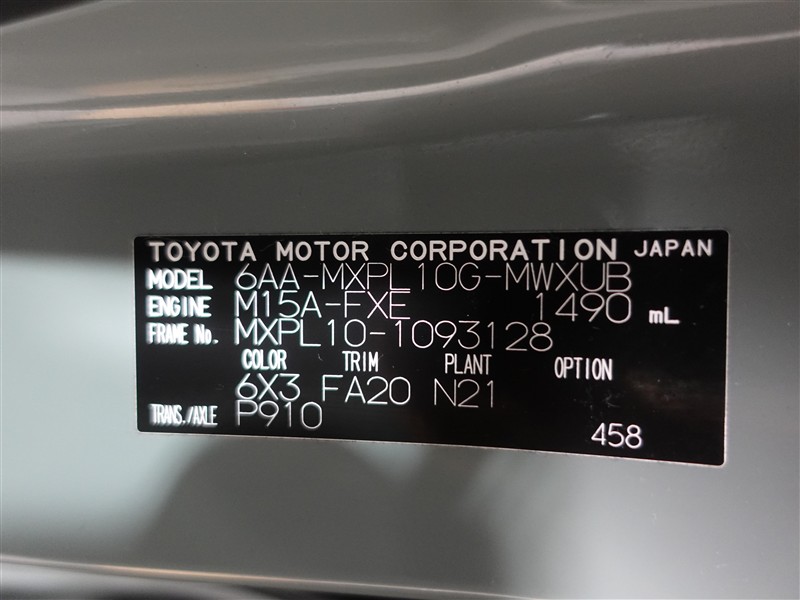 TOYOTA MOTOR CORPORATION JAPAN
MODEL 6AA-MXPL10G-MWXUB
ENGINE M15A-FXE 1490 mL
FRAME No. MXPL10-1093128
COLOR TRIM PLANT OPTION
6X3 FA20 N21
TRANS./AXLE P910
458